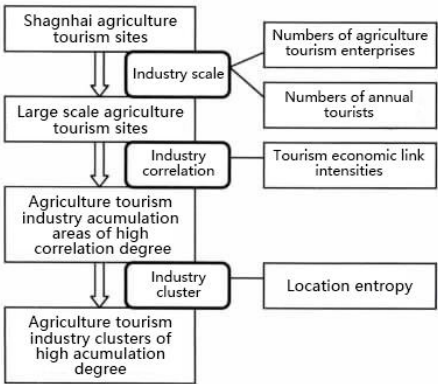 Shagnhai agriculture
tourism sites
Industry scale
Numbers of agriculture
tourism enterprises
Numbers of annual
tourists
Large scale agriculture
tourism sites
Industry
correlation
Tourism economic link
intensities
Agriculture tourism
industry acumulation
areas of high
correlation degree
Industry
cluster
Location entropy
Agriculture tourism
industry clusters of
high acumulation
degree